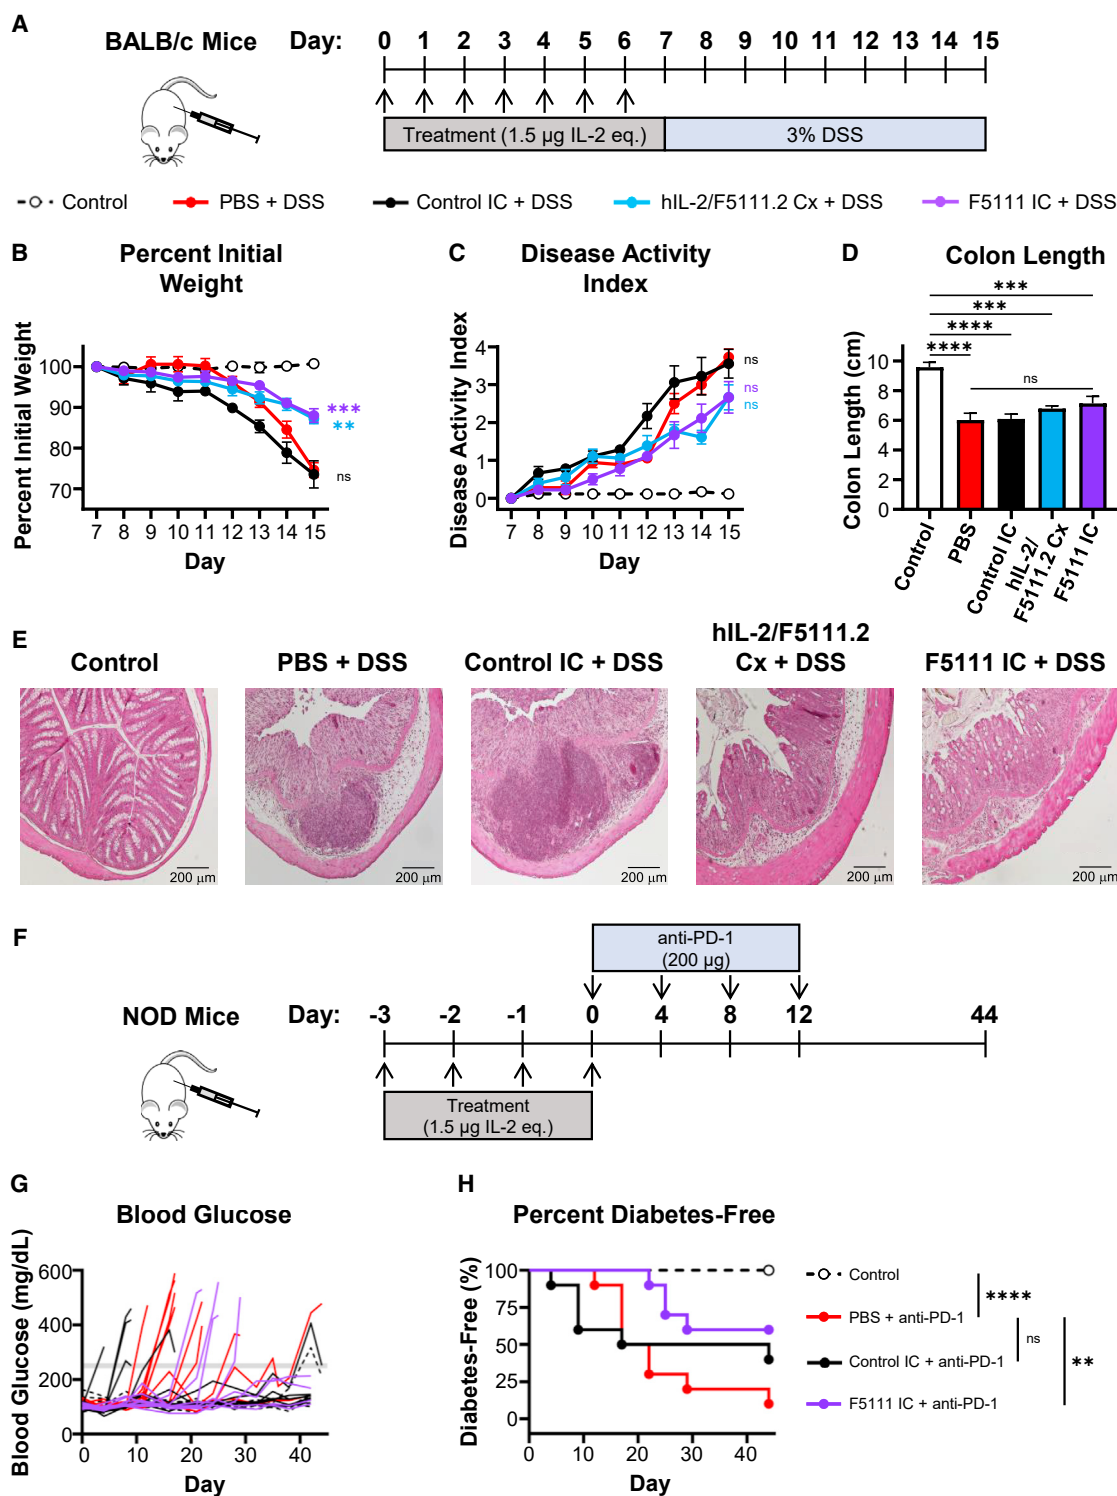 A
BALB/c Mice
Day:
0 1 2 3 4 5 6 7 8 9 10 11 12 13 14 15
Treatment (1.5 µg IL-2 eq.)
3% DSS
Control
PBS + DSS
Control IC + DSS
hIL-2/F5111.2 Cx + DSS
F5111 IC + DSS
B
Percent Initial
Weight
Percent Initial Weight
100
90
80
70
***
**
ns
7 8 9 10 11 12 13 14 15
Day
C
Disease Activity
Index
Disease Activity Index
4
3
2
1
0
ns
ns
ns
7 8 9 10 11 12 13 14 15
Day
D
Colon Length
Colon Length (cm)
***
***
****
****
ns
10
8
6
4
2
0
Control
PBS
Control IC
hIL-2/
F5111.2 Cx
F5111 IC
E
Control
PBS + DSS
Control IC + DSS
hIL-2/F5111.2
Cx + DSS
F5111 IC + DSS
200 µm
200 µm
200 µm
200 µm
200 µm
F
anti-PD-1
(200 µg)
NOD Mice
Day:
-3 -2 -1 0 4 8 12 44
Treatment
(1.5 µg IL-2 eq.)
G
Blood Glucose
Blood Glucose (mg/dL)
600
400
200
0
0 10 20 30 40
Day
H
Percent Diabetes-Free
Diabetes-Free (%)
100
75
50
25
0
0 10 20 30 40
Day
Control
PBS + anti-PD-1
Control IC + anti-PD-1
F5111 IC + anti-PD-1
****
ns
**